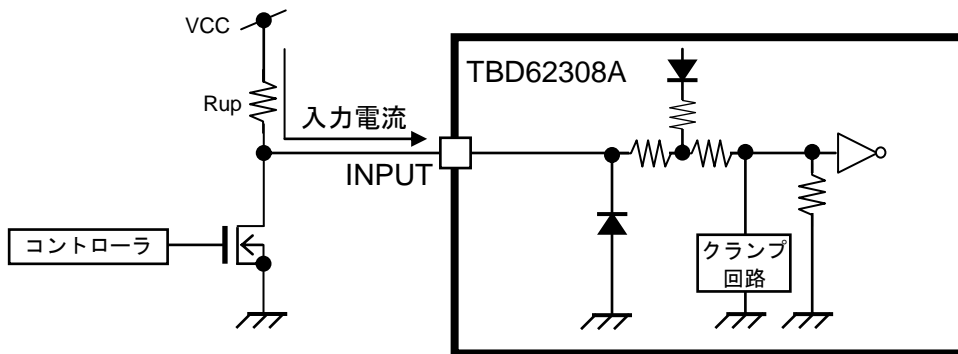 VCC
TBD62308A
Rup
入力電流
INPUT
コントローラ
クランプ
回路